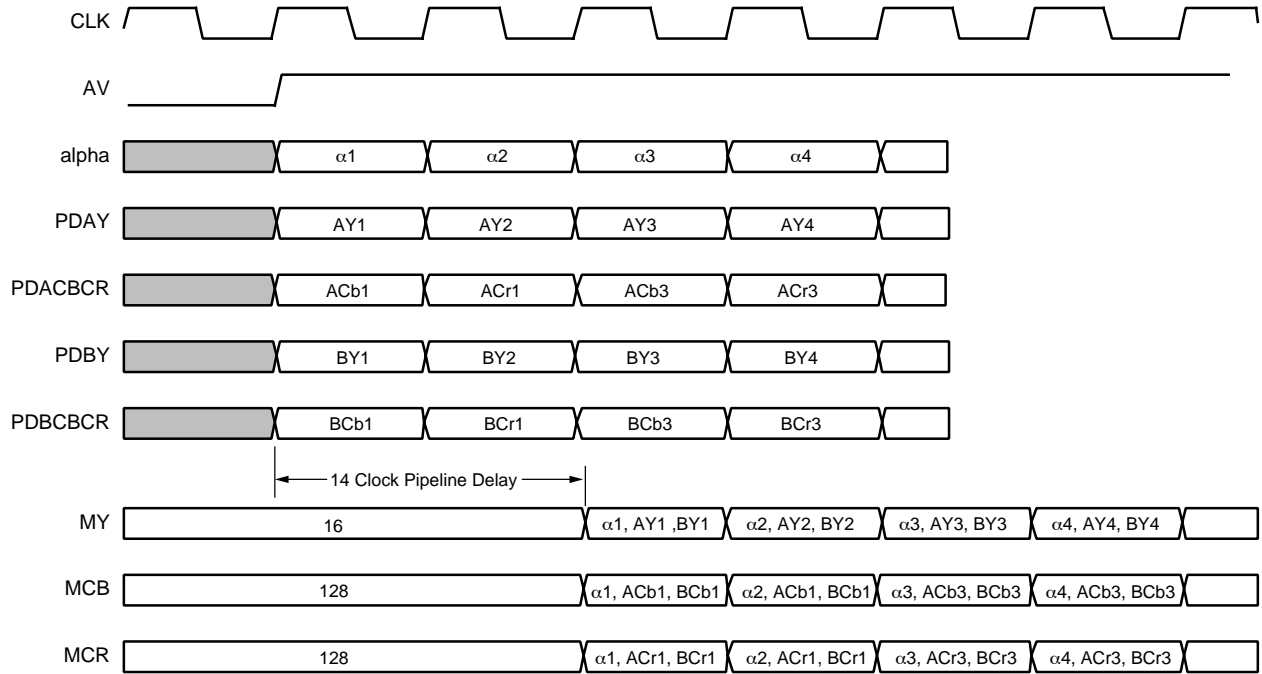 CLK
AV
alpha α1 α2 α3 α4
PDAY AY1 AY2 AY3 AY4
PDACBCR ACb1 ACr1 ACb3 ACr3
PDBY BY1 BY2 BY3 BY4
PDBCBCR BCb1 BCr1 BCb3 BCr3
14 Clock Pipeline Delay
MY 16 α1, AY1 ,BY1 α2, AY2, BY2 α3, AY3, BY3 α4, AY4, BY4
MCB 128 α1, ACb1, BCb1 α2, ACb1, BCb1 α3, ACb3, BCb3 α4, ACb3, BCb3
MCR 128 α1, ACr1, BCr1 α2, ACr1, BCr1 α3, ACr3, BCr3 α4, ACr3, BCr3